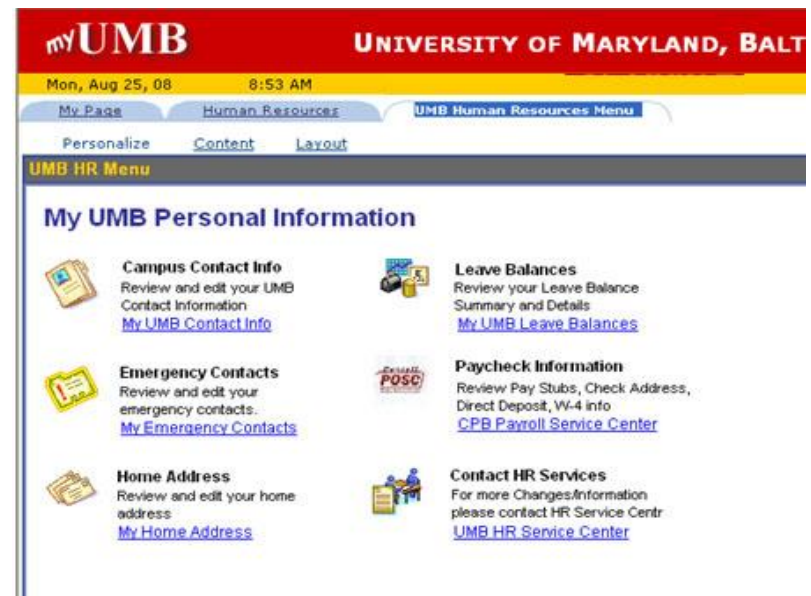 myUMB
UNIVERSITY OF MARYLAND, BALT
Mon, Aug 25, 08 8:53 AM
My Page Human Resources UMB Human Resources Menu
Personalize Content Layout
UMB HR Menu
My UMB Personal Information
Campus Contact Info
Review and edit your UMB
Contact Information
My UMB Contact Info
Leave Balances
Review your Leave Balance
Summary and Details
My UMB Leave Balances
Emergency Contacts
Review and edit your
emergency contacts.
My Emergency Contacts
POSC
Paycheck Information
Review Pay Stubs, Check Address,
Direct Deposit, W-4 info
CPB Payroll Service Center
Home Address
Review and edit your home
address
My Home Address
Contact HR Services
For more Changes/Information
please contact HR Service Centr
UMB HR Service Center